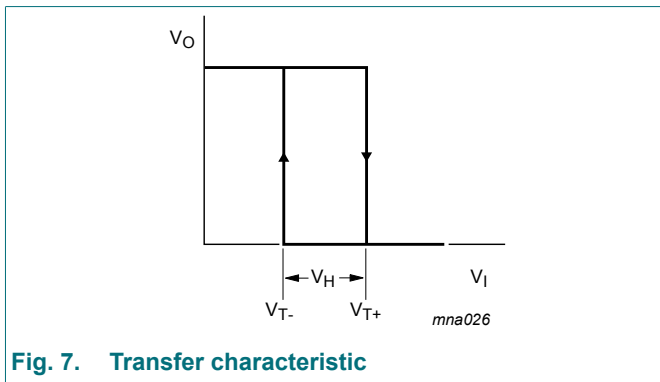 VO
VH
VI
VT-
VT+
mna026
Fig. 7. Transfer characteristic